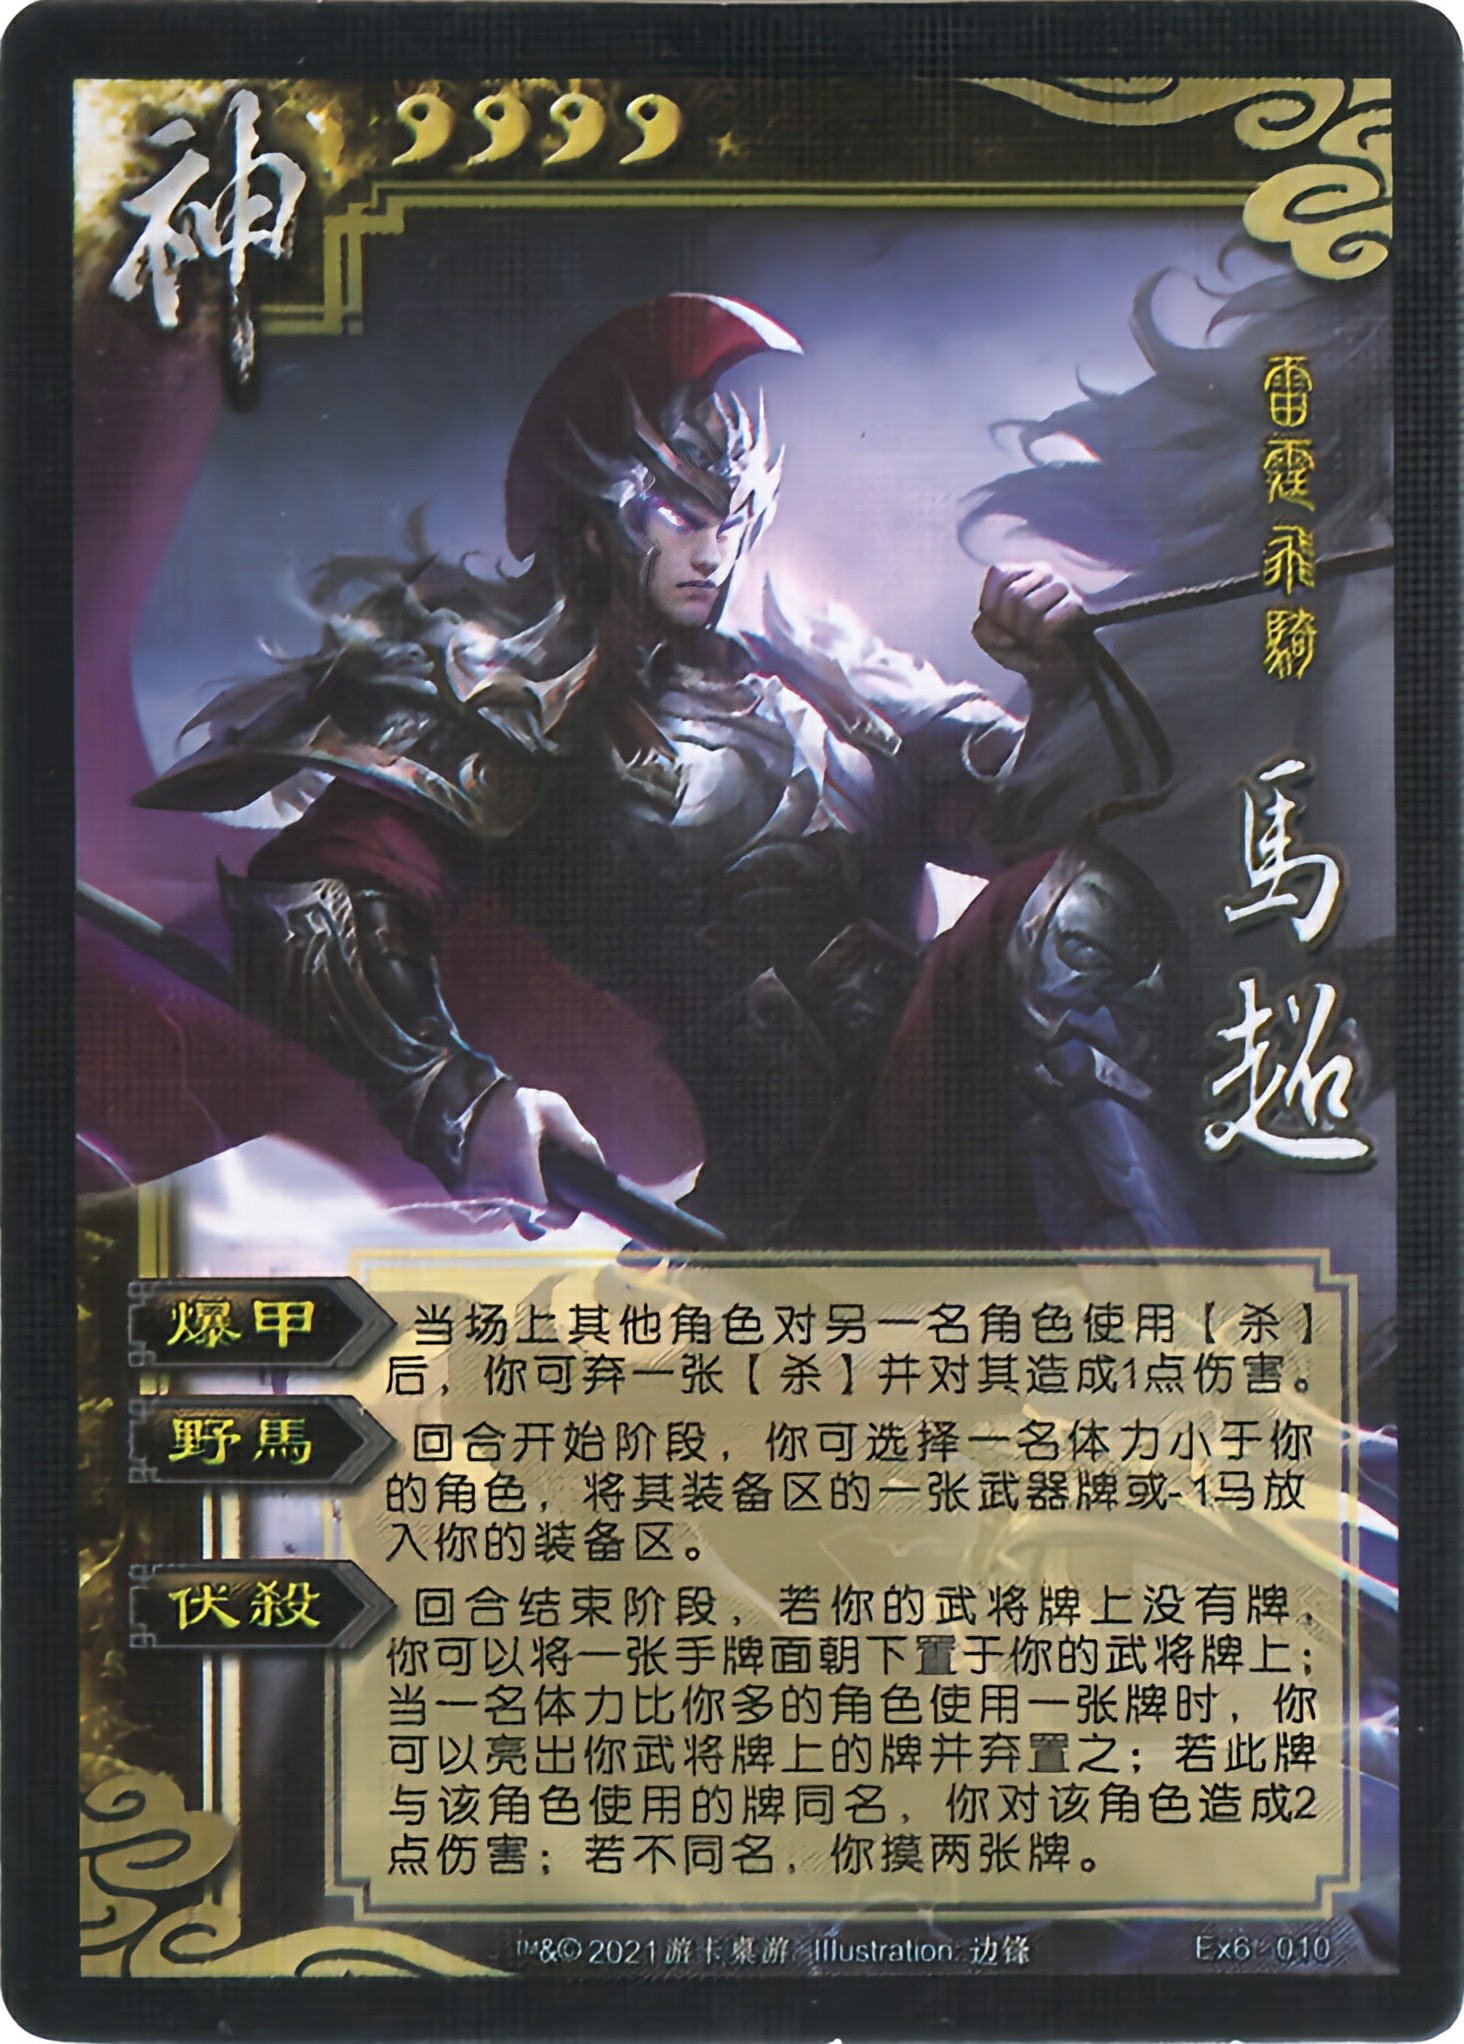 神
雷霆飛騎
馬超
爆甲
当场上其他角色对另一名角色使用【杀】
后，你可弃一张【杀】并对其造成1点伤害。
野馬
回合开始阶段，你可选择一名体力小于你
的角色，将其装备区的一张武器牌或-1马放
入你的装备区。
伏殺
回合结束阶段，若你的武将牌上没有牌，
你可以将一张手牌面朝下置于你的武将牌上；
当一名体力比你多的角色使用一张牌时，你
可以亮出你武将牌上的牌并弃置之；若此牌
与该角色使用的牌同名，你对该角色造成2
点伤害；若不同名，你摸两张牌。
™&©2021游卡桌游 Illustration: 边锋
Ex6 010